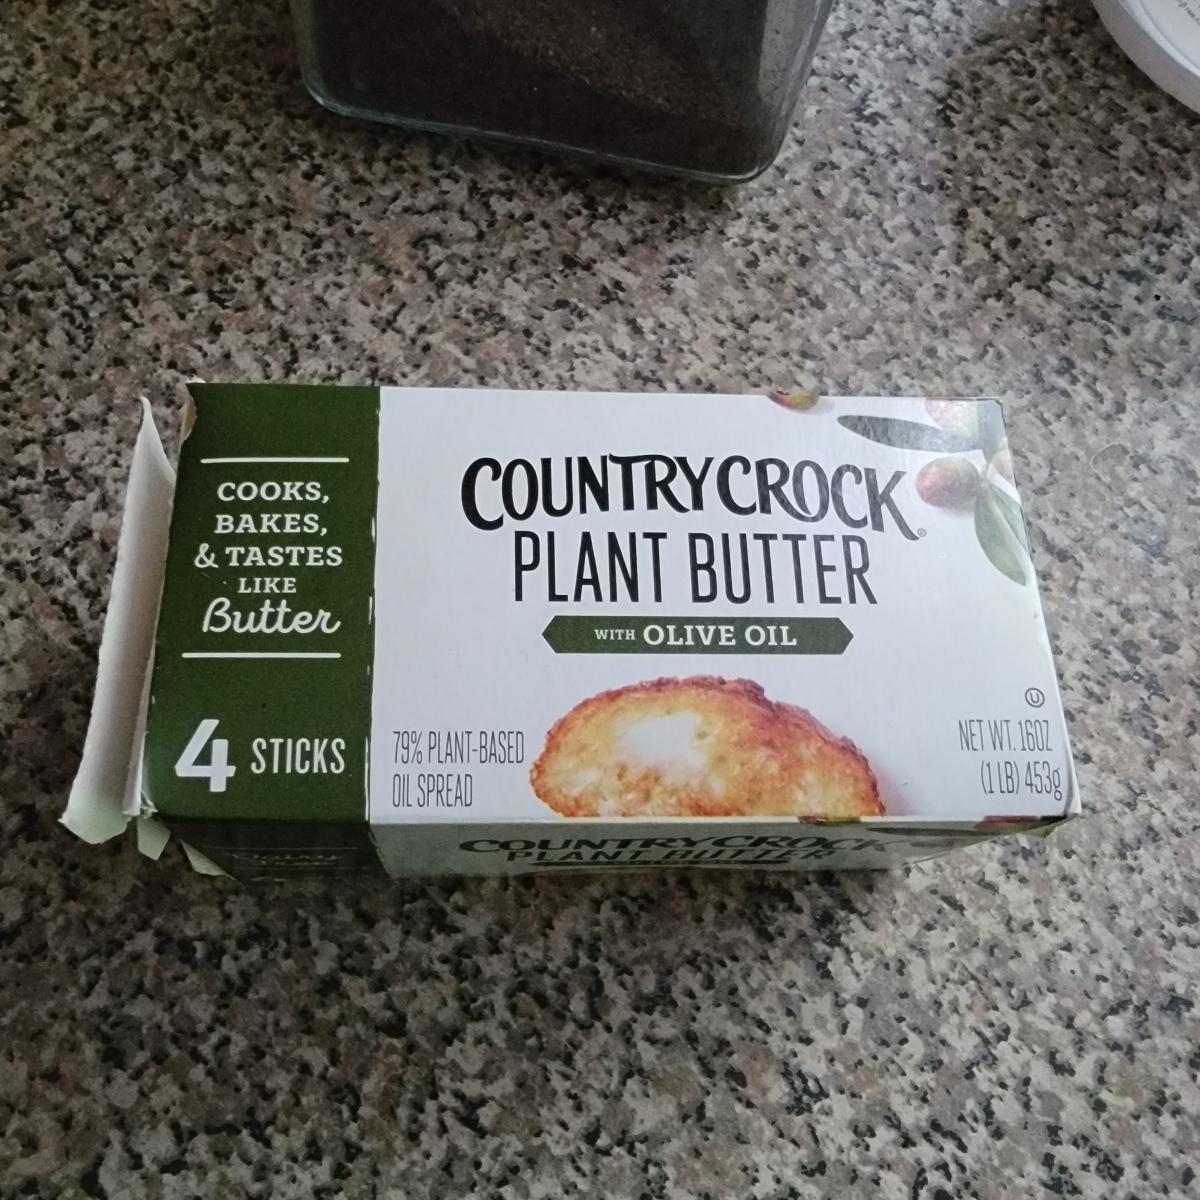 COOKS,
BAKES,
& TASTES
LIKE
Butter
4 STICKS
COUNTRY CROCK®
PLANT BUTTER
WITH OLIVE OIL
79% PLANT-BASED
OIL SPREAD
U
NET WT. 16OZ
(1 LB) 453g
COUNTRY CROCK
PLANT BUTTER